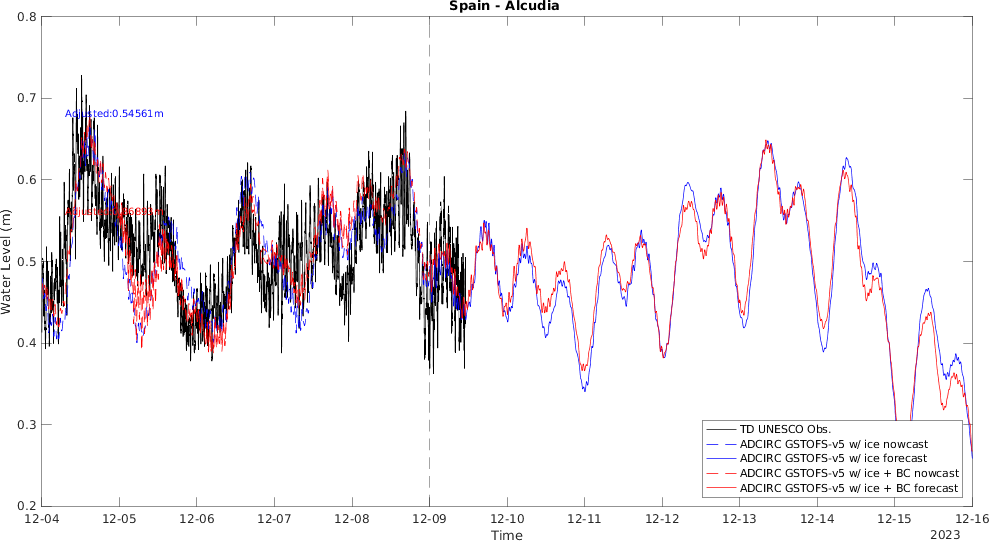 Spain - Alcudia
0.8
0.7
0.6
0.5
0.4
0.3
0.2
Water Level (m)
Adjusted:0.54561m
TD UNESCO Obs.
ADCIRC GSTOFS-v5 w/ ice nowcast
ADCIRC GSTOFS-v5 w/ ice forecast
ADCIRC GSTOFS-v5 w/ ice + BC nowcast
ADCIRC GSTOFS-v5 w/ ice + BC forecast
12-04 12-05 12-06 12-07 12-08 12-09 12-10 12-11 12-12 12-13 12-14 12-15 12-16
Time
2023